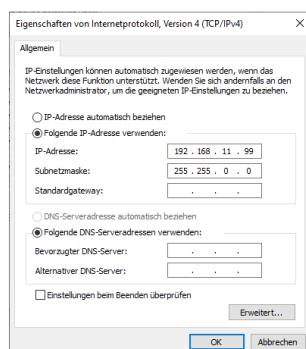 Eigenschaften von Internetprotokoll, Version 4 (TCP/IPv4)
Allgemein
IP-Einstellungen können automatisch zugewiesen werden, wenn das
Netzwerk diese Funktion unterstützt. Wenden Sie sich andernfalls an den
Netzwerkadministrator, um die geeigneten IP-Einstellungen zu beziehen.
IP-Adresse automatisch beziehen
Folgende IP-Adresse verwenden:
IP-Adresse: 192 . 168 . 11 . 99
Subnetzmaske: 255 . 255 . 0 . 0
Standardgateway: . . .
DNS-Serveradresse automatisch beziehen
Folgende DNS-Serveradressen verwenden:
Bevorzugter DNS-Server: . . .
Alternativer DNS-Server: . . .
Einstellungen beim Beenden überprüfen
Erweitert...
OK Abbrechen